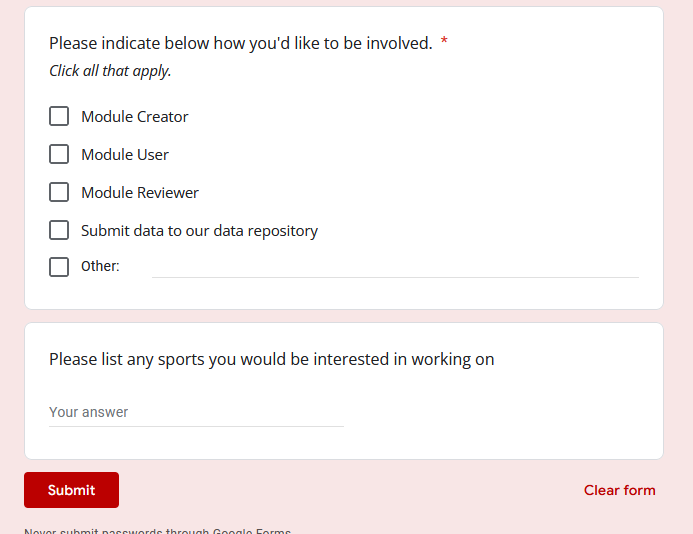 Please indicate below how you'd like to be involved. *
Click all that apply.
Module Creator
Module User
Module Reviewer
Submit data to our data repository
Other:
Please list any sports you would be interested in working on
Your answer
Submit
Clear form
Never submit passwords through Google Forms.